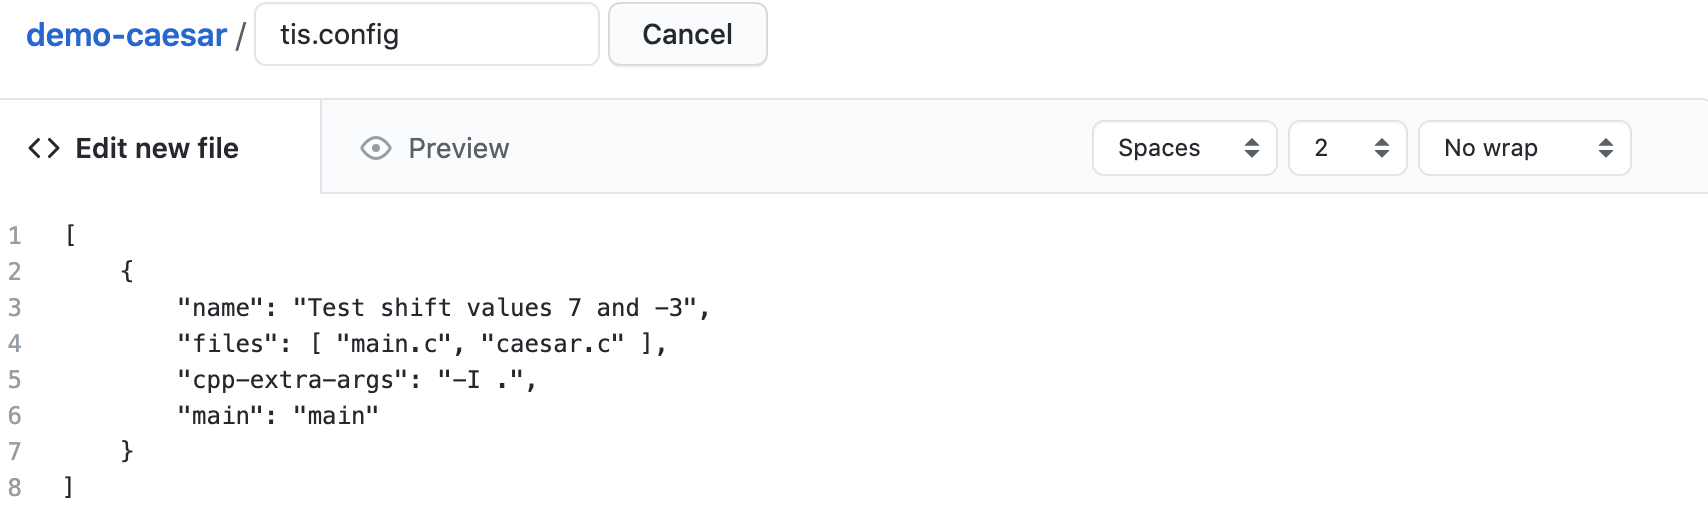 demo-caesar / tis.config Cancel
<> Edit new file Preview Spaces 2 No wrap
1 [
2     {
3         "name": "Test shift values 7 and -3",
4         "files": [ "main.c", "caesar.c" ],
5         "cpp-extra-args": "-I .",
6         "main": "main"
7     }
8 ]